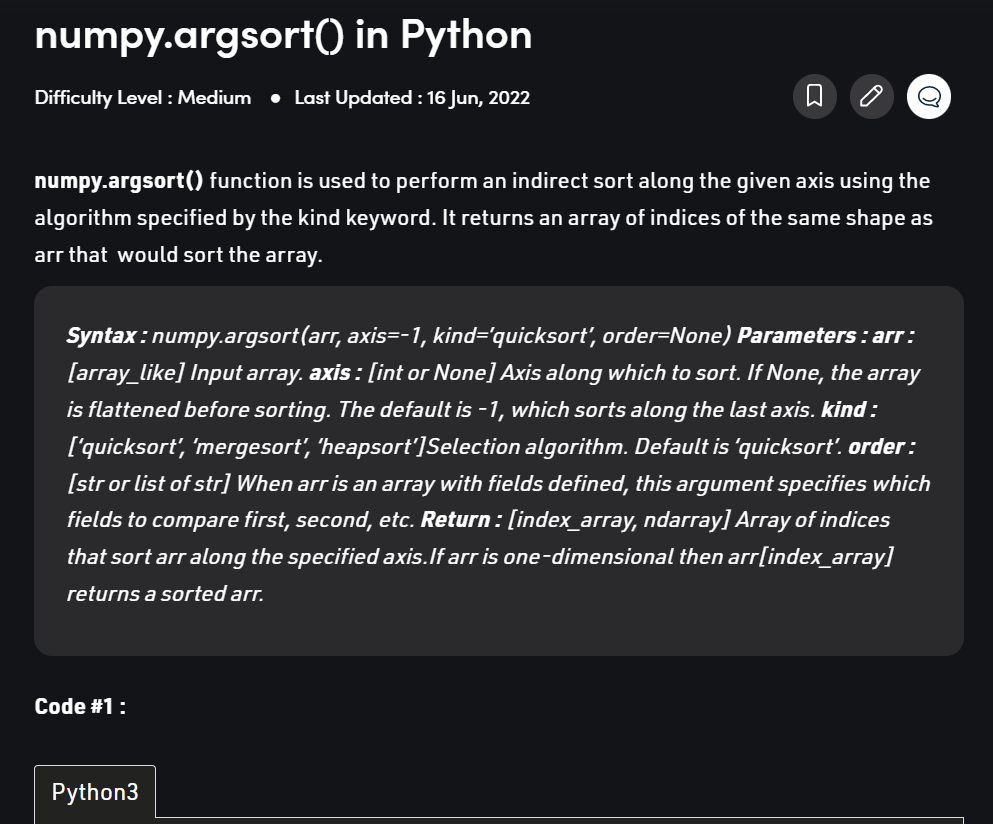 numpy.argsort() in Python
Difficulty Level : Medium ● Last Updated : 16 Jun, 2022
numpy.argsort() function is used to perform an indirect sort along the given axis using the
algorithm specified by the kind keyword. It returns an array of indices of the same shape as
arr that  would sort the array.
Syntax : numpy.argsort(arr, axis=-1, kind=’quicksort’, order=None) Parameters : arr :
[array_like] Input array. axis : [int or None] Axis along which to sort. If None, the array
is flattened before sorting. The default is -1, which sorts along the last axis. kind :
[‘quicksort’, ‘mergesort’, ‘heapsort’]Selection algorithm. Default is ‘quicksort’. order :
[str or list of str] When arr is an array with fields defined, this argument specifies which
fields to compare first, second, etc. Return : [index_array, ndarray] Array of indices
that sort arr along the specified axis.If arr is one-dimensional then arr[index_array]
returns a sorted arr.
Code #1 :
Python3